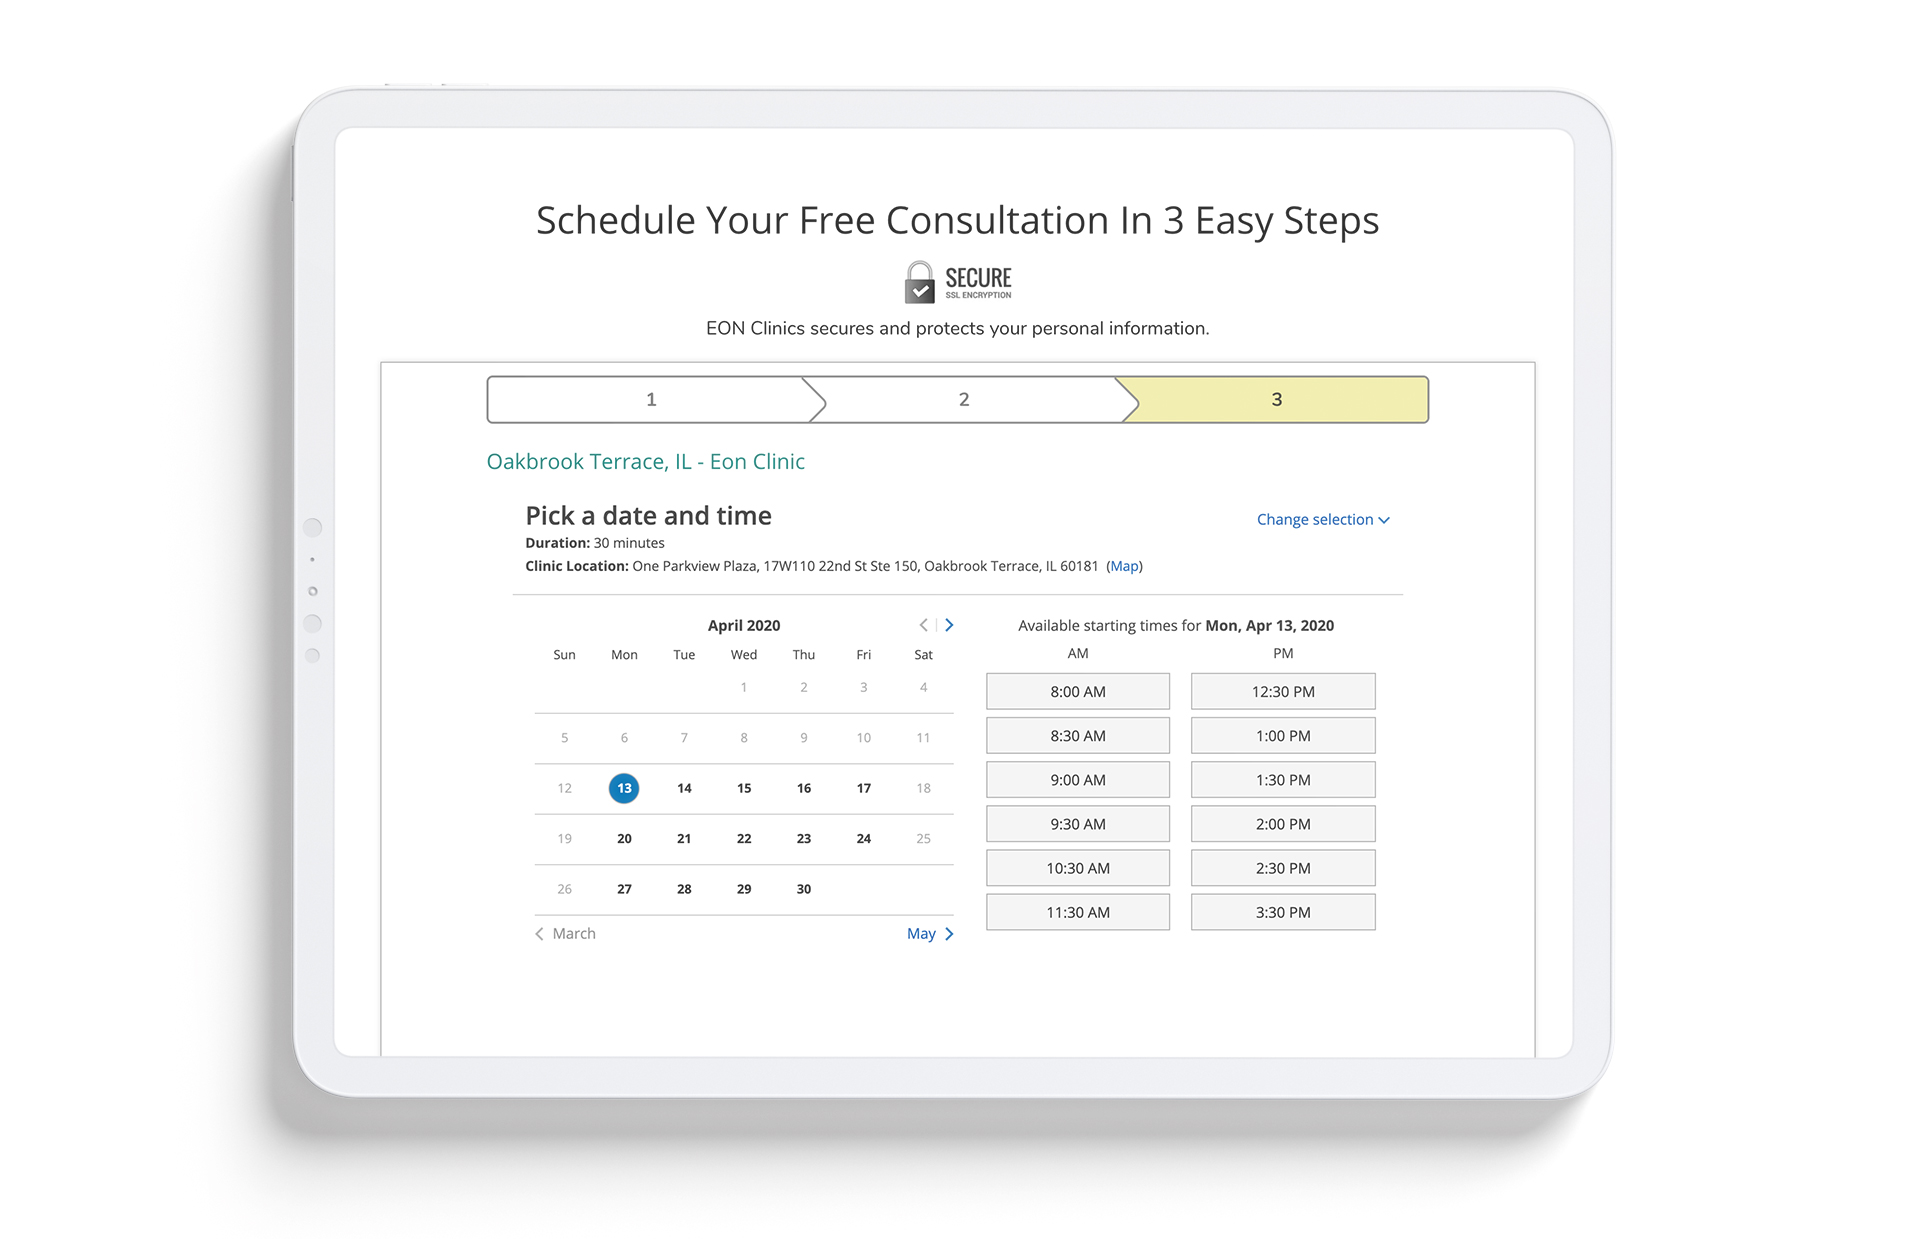 Schedule Your Free Consultation In 3 Easy Steps
SECURE
SSL ENCRYPTION
EON Clinics secures and protects your personal information.
1 2 3
Oakbrook Terrace, IL - Eon Clinic
Pick a date and time
Change selection
Duration: 30 minutes
Clinic Location: One Parkview Plaza, 17W110 22nd St Ste 150, Oakbrook Terrace, IL 60181 (Map)
April 2020
Sun Mon Tue Wed Thu Fri Sat
1 2 3 4
5 6 7 8 9 10 11
12 13 14 15 16 17 18
19 20 21 22 23 24 25
26 27 28 29 30
March May
Available starting times for Mon, Apr 13, 2020
AM PM
8:00 AM 12:30 PM
8:30 AM 1:00 PM
9:00 AM 1:30 PM
9:30 AM 2:00 PM
10:30 AM 2:30 PM
11:30 AM 3:30 PM